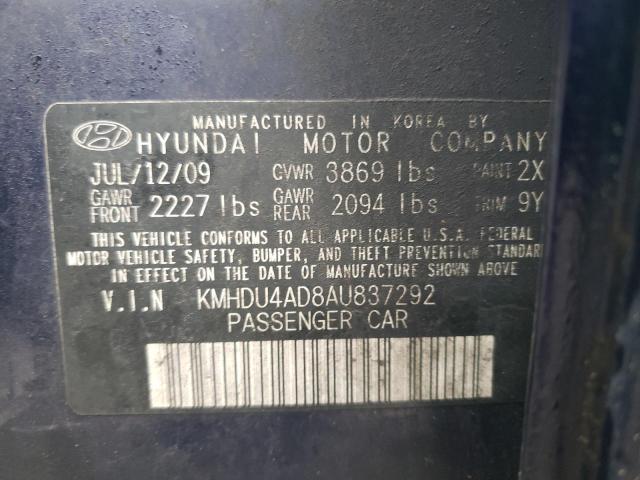 MANUFACTURED IN KOREA BY
HYUNDAI MOTOR COMPANY
JUL/12/09 GVWR 3869 lbs PAINT 2X
GAWR FRONT 2227 lbs GAWR REAR 2094 lbs TRIM 9Y
THIS VEHICLE CONFORMS TO ALL APPLICABLE U.S.A. FEDERAL
MOTOR VEHICLE SAFETY, BUMPER, AND THEFT PREVENTION STANDAR
IN EFFECT ON THE DATE OF MANUFACTURE SHOWN ABOVE
V.I.N KMHDU4AD8AU837292
PASSENGER CAR